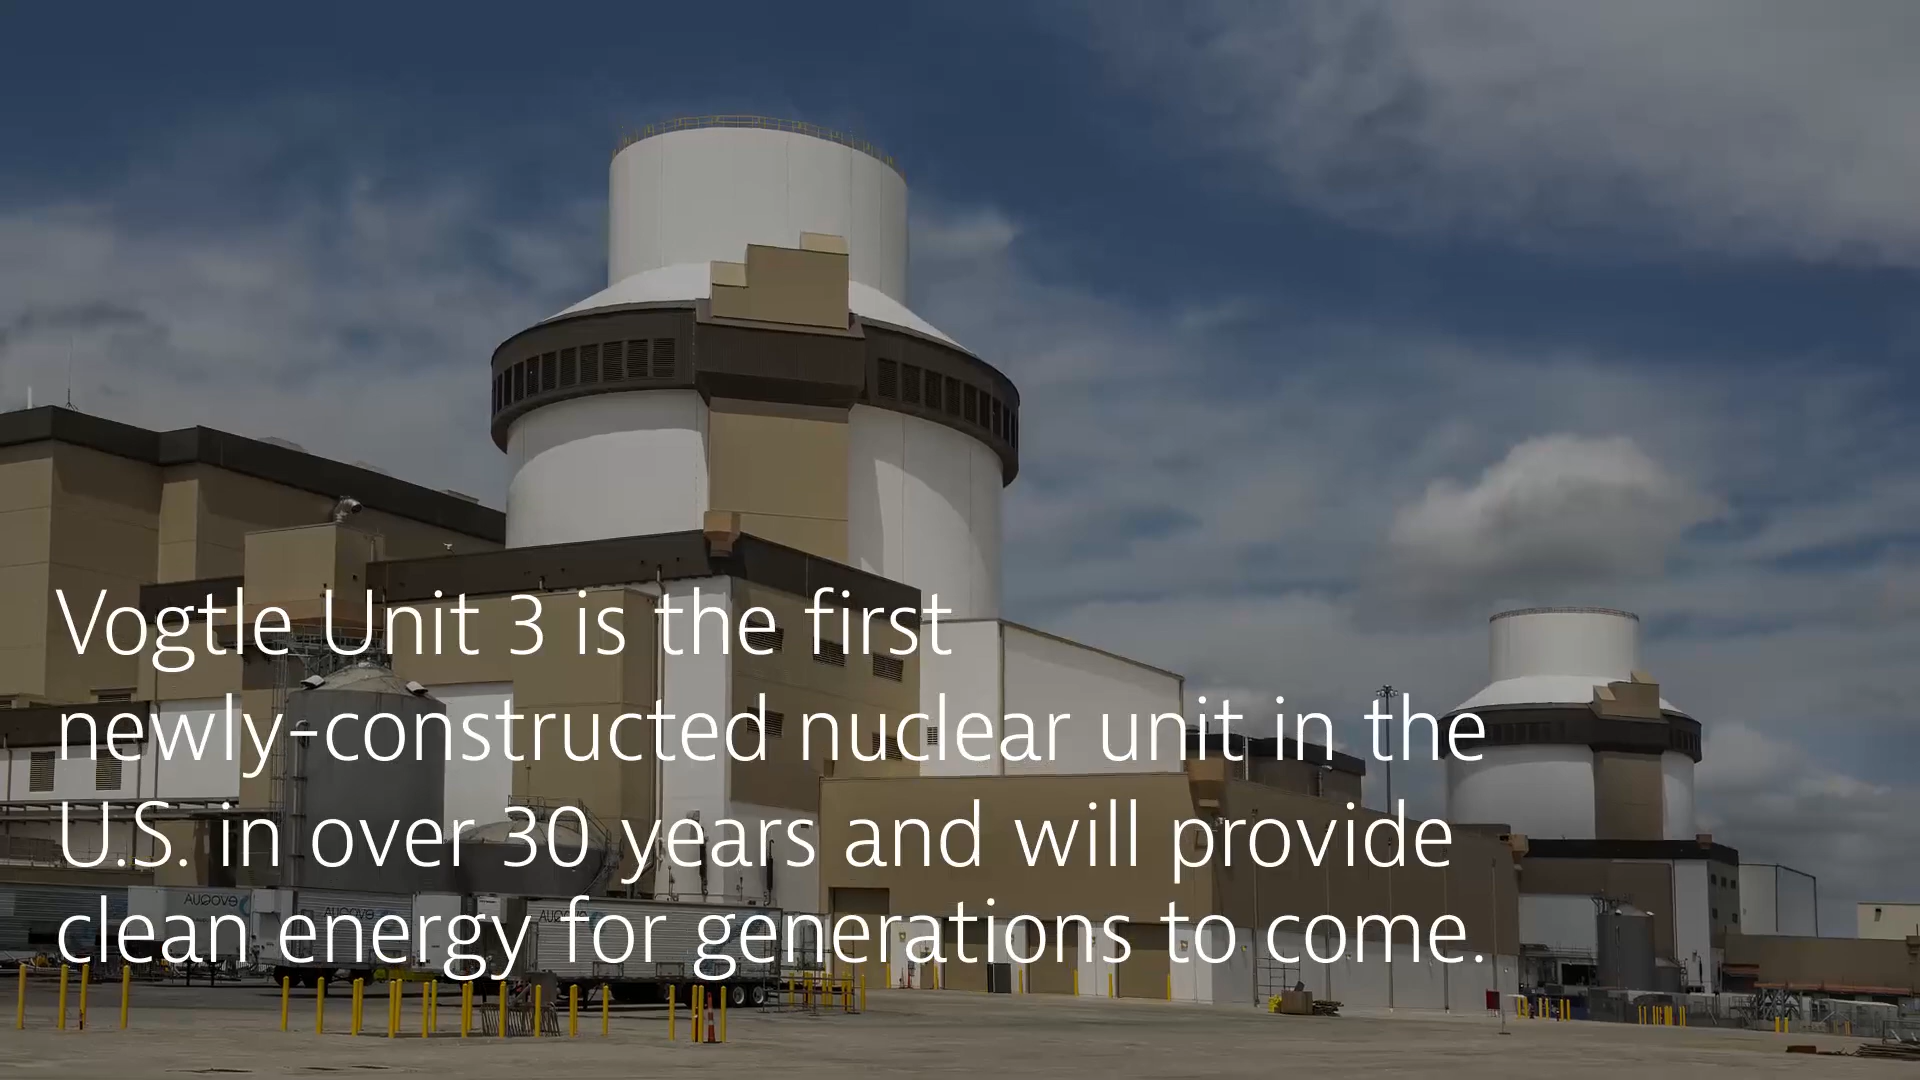 Vogtle Unit 3 is the first
newly-constructed nuclear unit in the
U.S. in over 30 years and will provide
clean energy for generations to come.